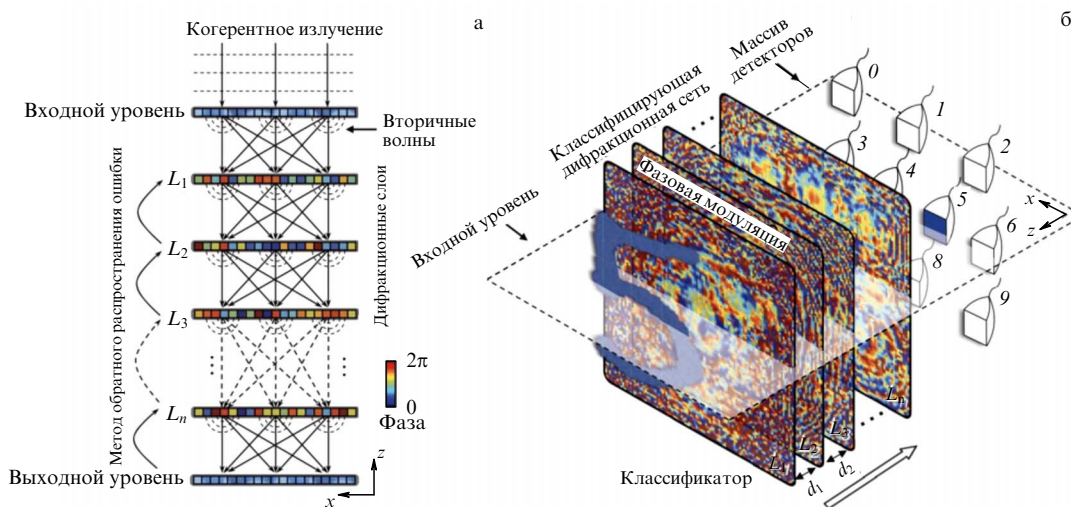 Когерентное излучение
а
Входной уровень
Вторичные
волны
Метод обратного распространения ошибки
L1
L2
L3
Ln
Дифракционные слои
2π
0
Фаза
Выходной уровень
z
x
б
Массив
детекторов
Классифицирующая
дифракционная сеть
Входной уровень
Фазовая модуляция
0
1
2
3
4
5
6
8
9
x
z
L
L2
L3
Ln
d1
d2
Классификатор